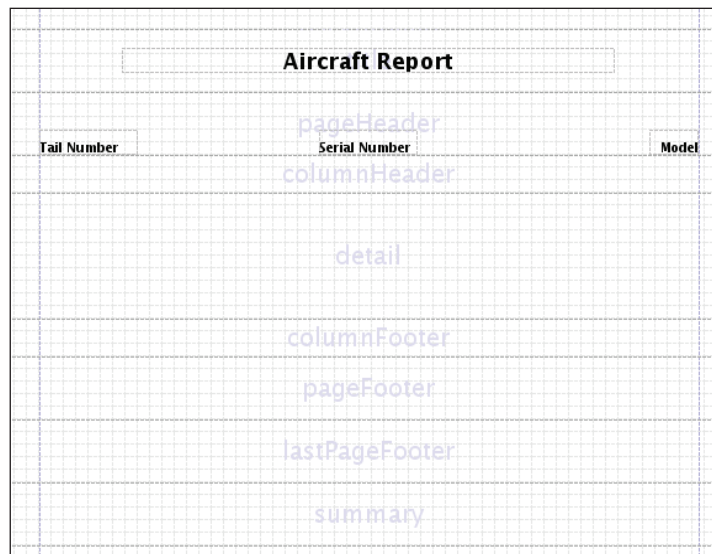 Aircraft Report
pageHeader
Tail Number Serial Number Model
columnHeader
detail
columnFooter
pageFooter
lastPageFooter
summary